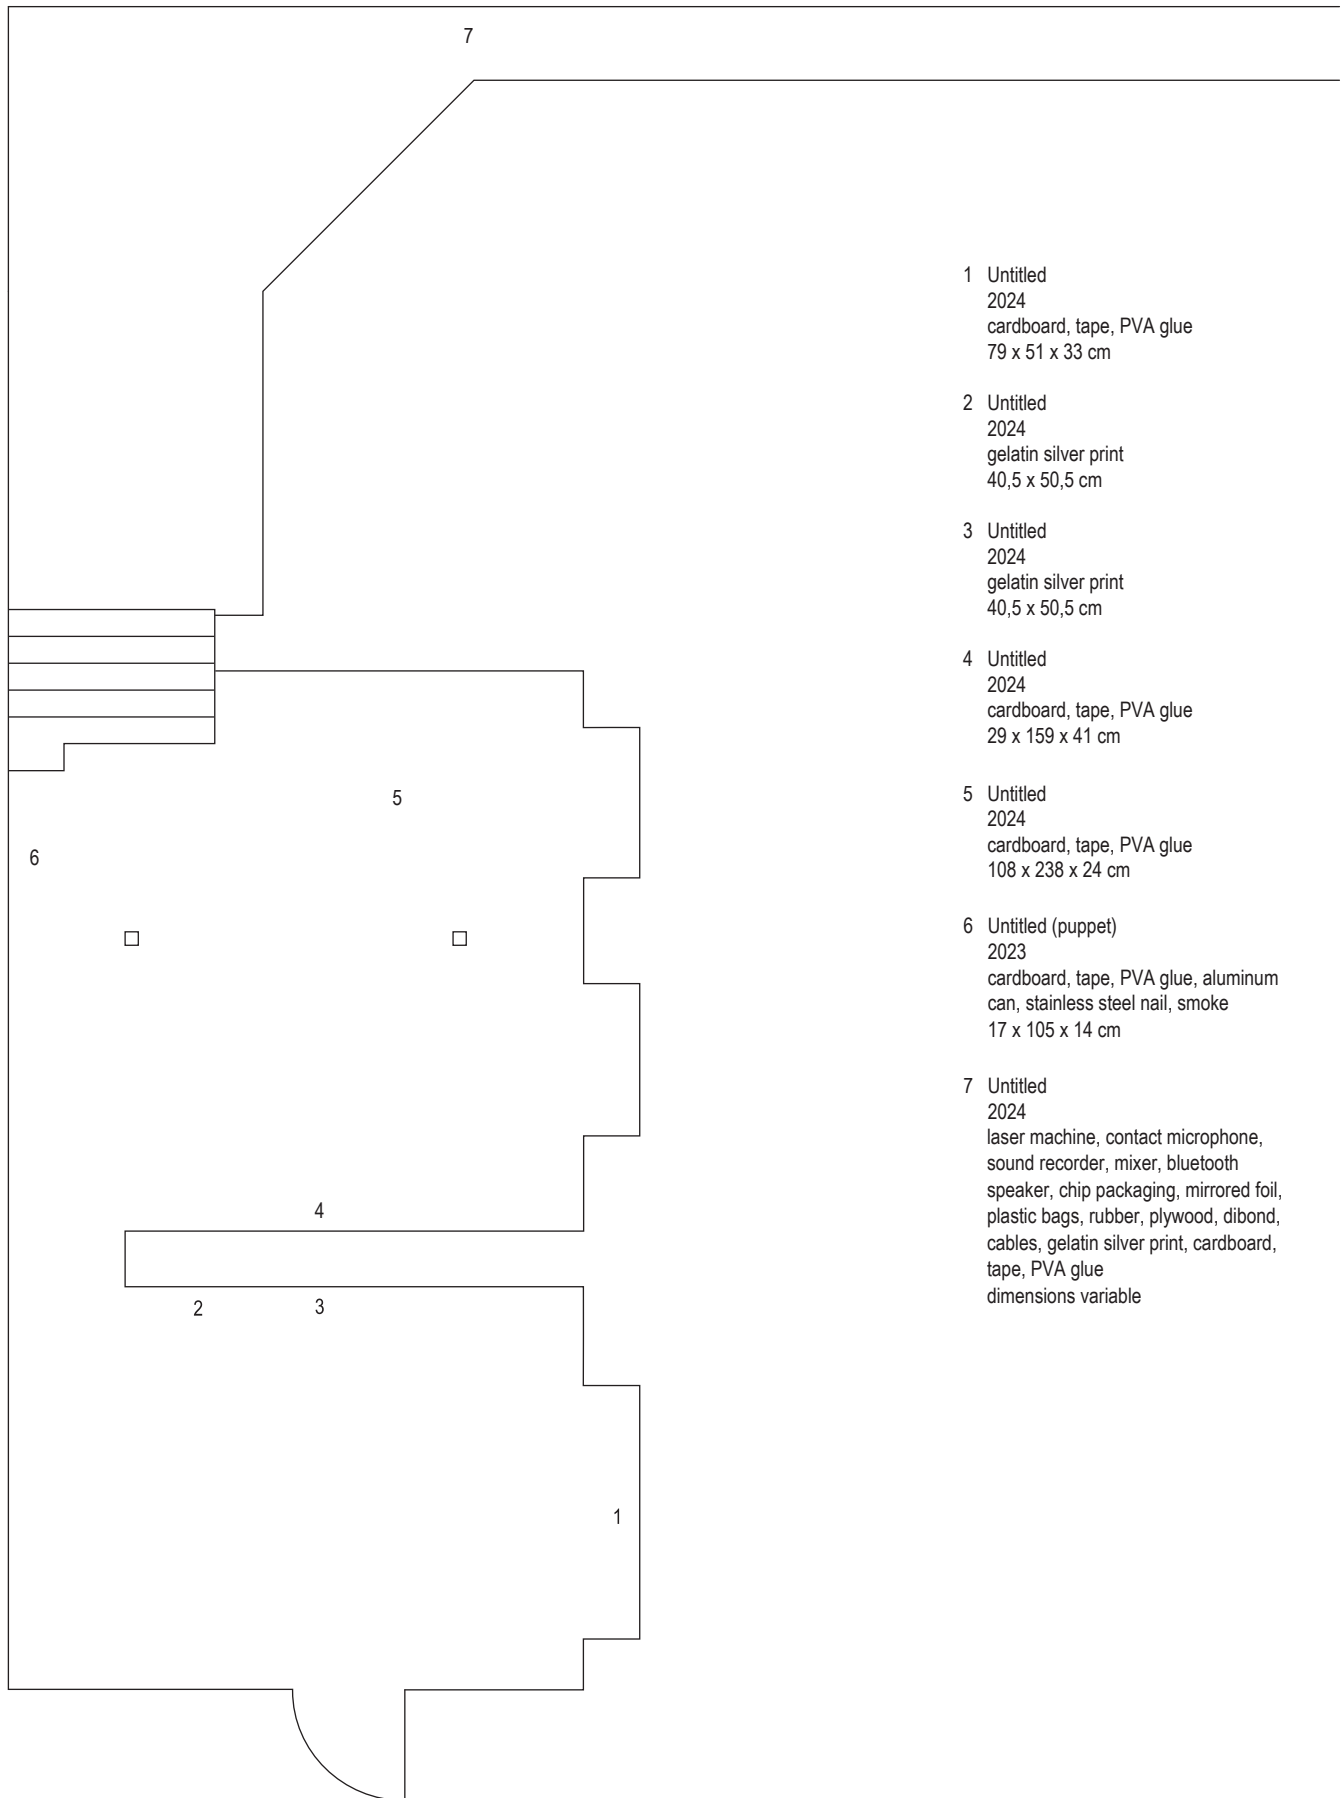 7
1 Untitled
2024
cardboard, tape, PVA glue
79 x 51 x 33 cm
2 Untitled
2024
gelatin silver print
40,5 x 50,5 cm
3 Untitled
2024
gelatin silver print
40,5 x 50,5 cm
4 Untitled
2024
cardboard, tape, PVA glue
29 x 159 x 41 cm
5 Untitled
2024
cardboard, tape, PVA glue
108 x 238 x 24 cm
6 Untitled (puppet)
2023
cardboard, tape, PVA glue, aluminum
can, stainless steel nail, smoke
17 x 105 x 14 cm
7 Untitled
2024
laser machine, contact microphone,
sound recorder, mixer, bluetooth
speaker, chip packaging, mirrored foil,
plastic bags, rubber, plywood, dibond,
cables, gelatin silver print, cardboard,
tape, PVA glue
dimensions variable
5
6
4
2
3
1